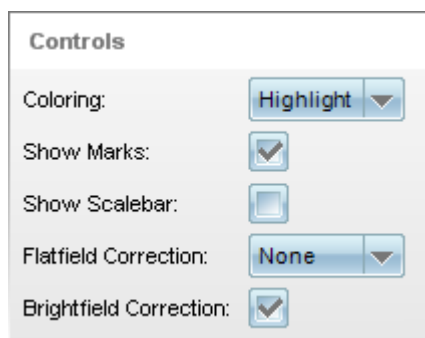 Controls
Coloring: Highlight
Show Marks:
Show Scalebar:
Flatfield Correction: None
Brightfield Correction: